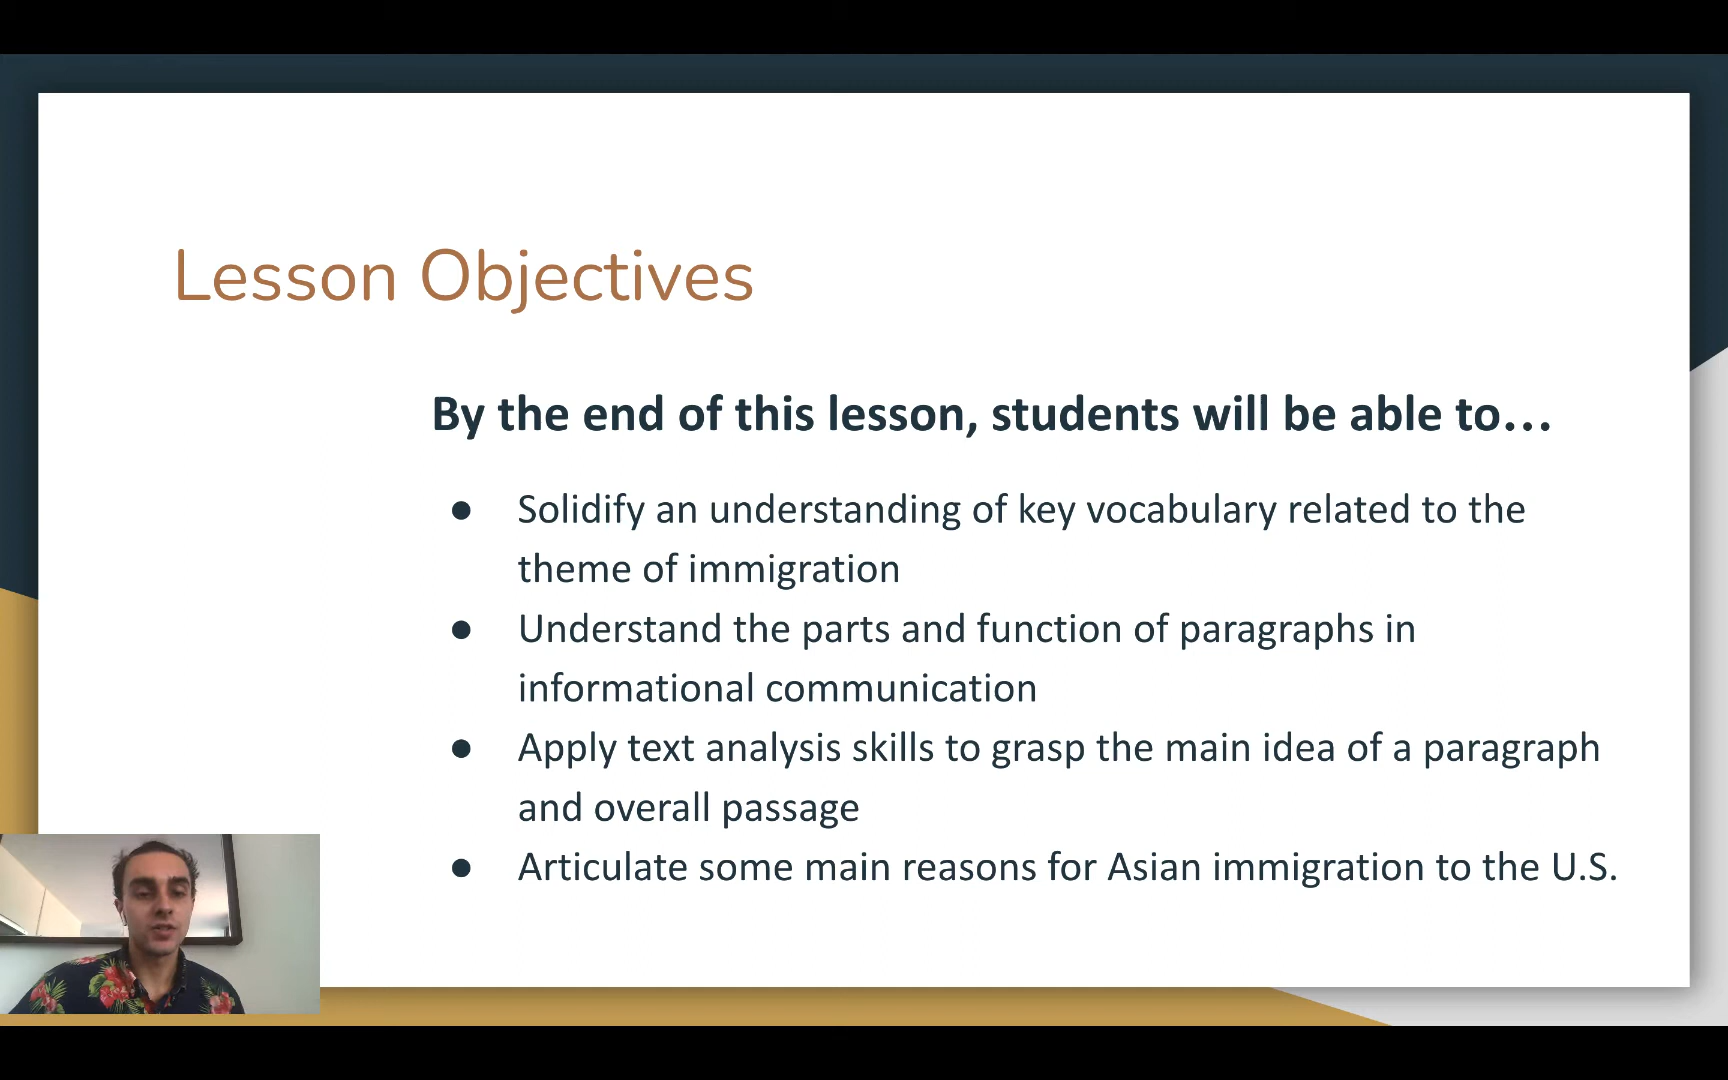 Lesson Objectives
By the end of this lesson, students will be able to…
● Solidify an understanding of key vocabulary related to the
theme of immigration
● Understand the parts and function of paragraphs in
informational communication
● Apply text analysis skills to grasp the main idea of a paragraph
and overall passage
● Articulate some main reasons for Asian immigration to the U.S.